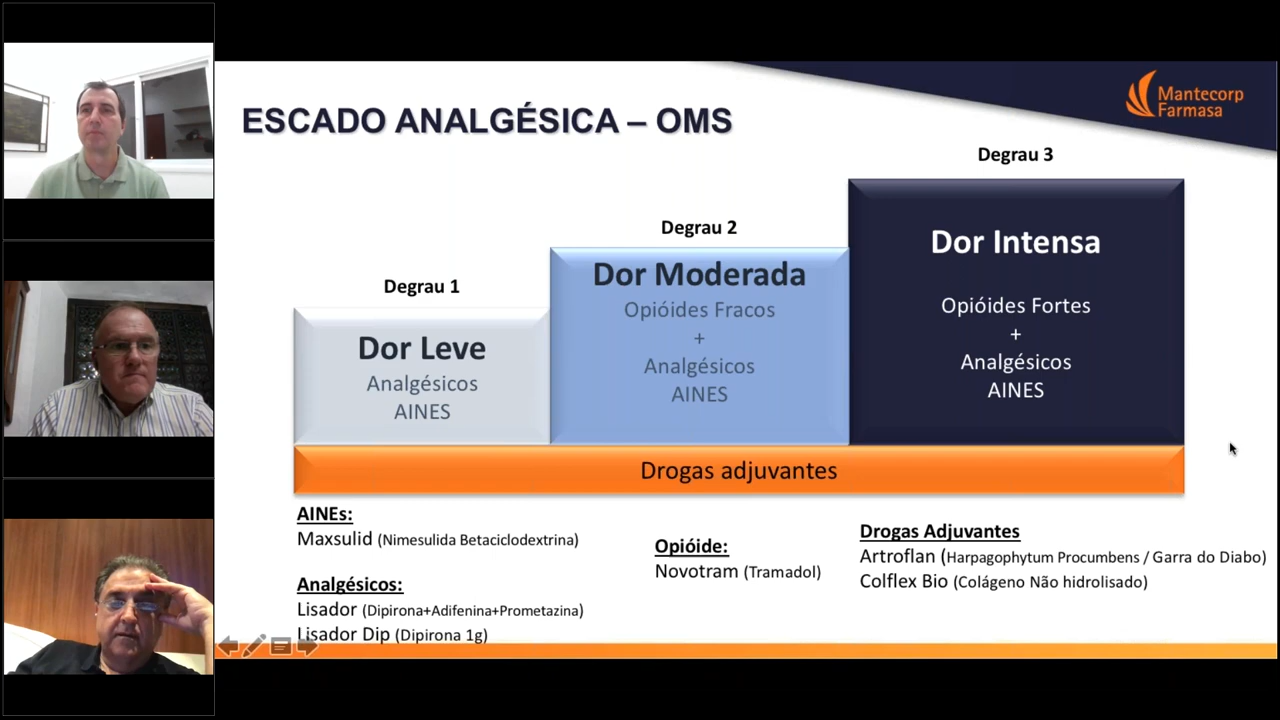 ESCADO ANALGÉSICA – OMS
Mantecorp
Farmasa
Degrau 3
Dor Intensa
Opióides Fortes
+
Analgésicos
AINES
Degrau 2
Dor Moderada
Opióides Fracos
+
Analgésicos
AINES
Degrau 1
Dor Leve
Analgésicos
AINES
Drogas adjuvantes
AINEs:
Maxsulid (Nimesulida Betaciclodextrina)
Analgésicos:
Lisador (Dipirona+Adifenina+Prometazina)
Lisador Dip (Dipirona 1g)
Opióide:
Novotram (Tramadol)
Drogas Adjuvantes
Artroflan (Harpagophytum Procumbens / Garra do Diabo)
Colflex Bio (Colágeno Não hidrolisado)